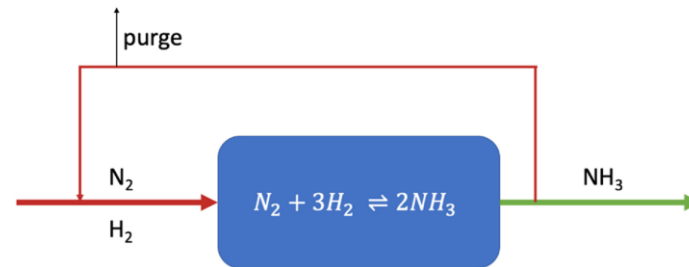 purge
N₂
H₂
N₂ + 3H₂ ⇌ 2NH₃
NH₃